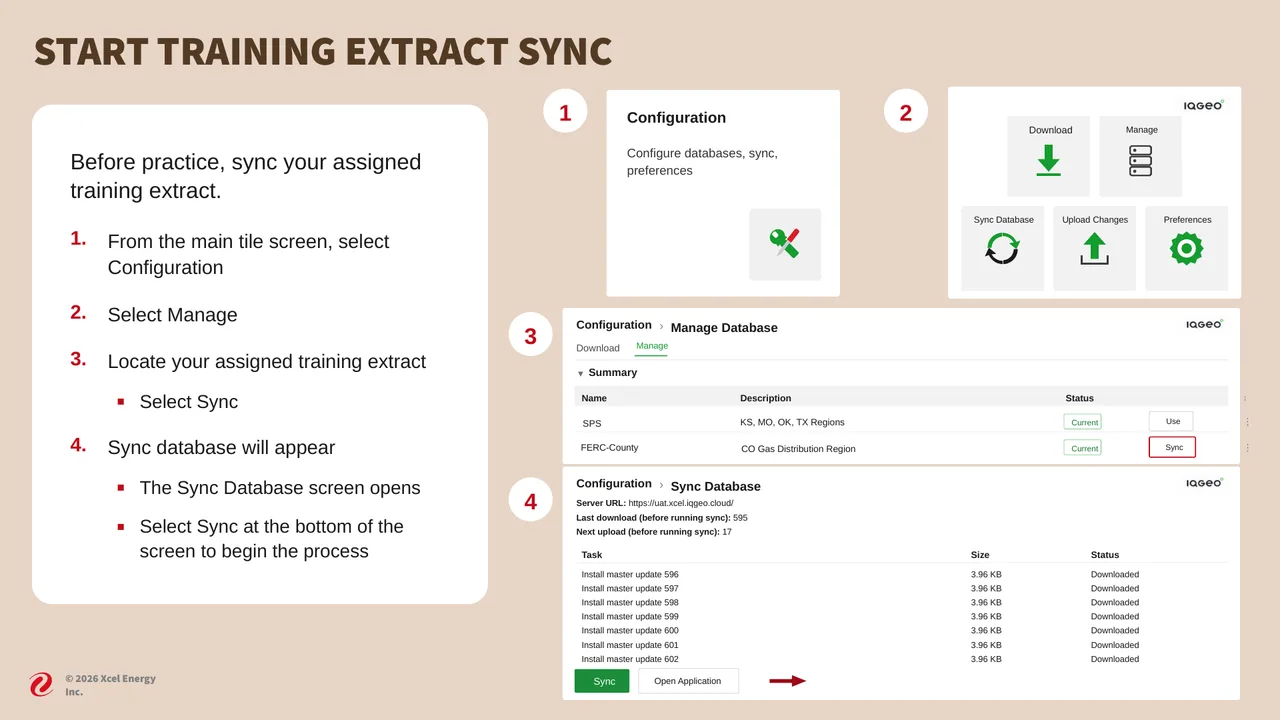 START TRAINING EXTRACT SYNC
Before practice, sync your assigned
training extract.
1. From the main tile screen, select
Configuration
2. Select Manage
3. Locate your assigned training extract
▪ Select Sync
4. Sync database will appear
▪ The Sync Database screen opens
▪ Select Sync at the bottom of the
screen to begin the process
1
Configuration
Configure databases, sync,
preferences
2
IQGEO
Download
Manage
Sync Database
Upload Changes
Preferences
3
Configuration › Manage Database
IQGEO
Download Manage
▼ Summary
Name Description Status
SPS KS, MO, OK, TX Regions Current Use
FERC-County CO Gas Distribution Region Current Sync
4
Configuration › Sync Database
IQGEO
Server URL: https://uat.xcel.iqgeo.cloud/
Last download (before running sync): 595
Next upload (before running sync): 17
Task Size Status
Install master update 596 3.96 KB Downloaded
Install master update 597 3.96 KB Downloaded
Install master update 598 3.96 KB Downloaded
Install master update 599 3.96 KB Downloaded
Install master update 600 3.96 KB Downloaded
Install master update 601 3.96 KB Downloaded
Install master update 602 3.96 KB Downloaded
Sync Open Application
© 2026 Xcel Energy
Inc.